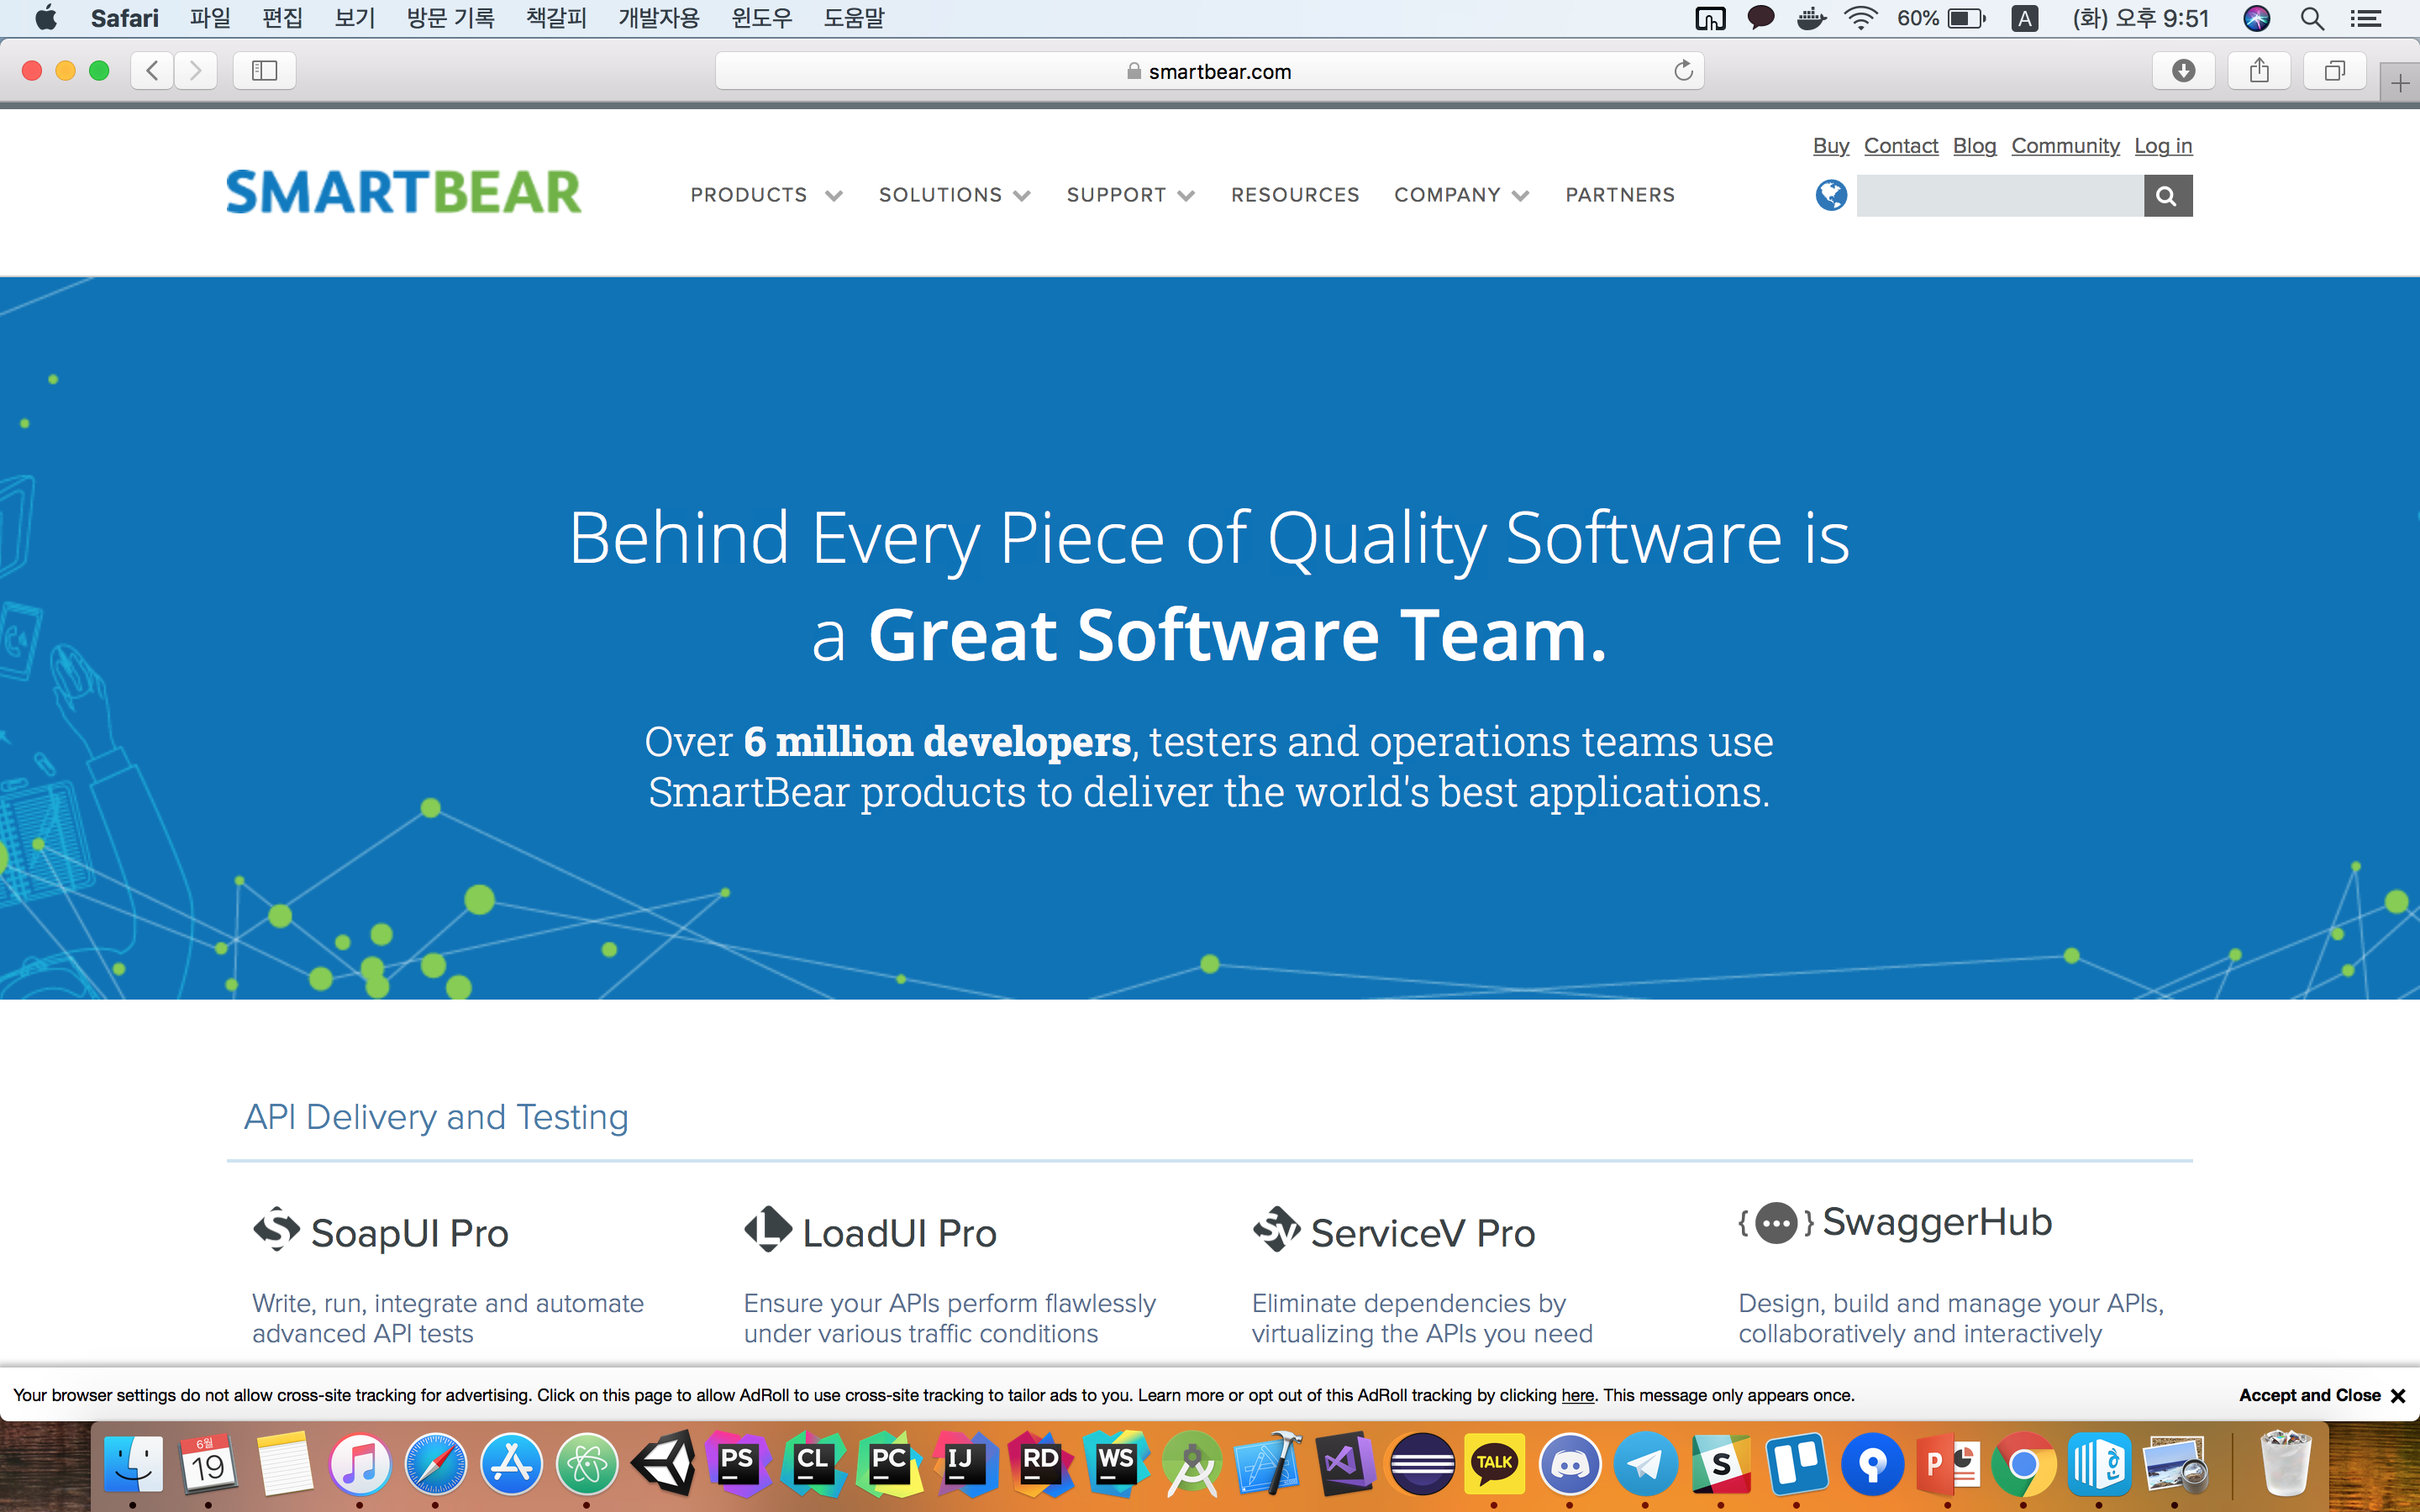 Safari 파일 편집 보기 방문 기록 책갈피 개발자용 윈도우 도움말 60% A (화) 오후 9:51
smartbear.com
Buy Contact Blog Community Log in
SMARTBEAR PRODUCTS SOLUTIONS SUPPORT RESOURCES COMPANY PARTNERS
Behind Every Piece of Quality Software is
a Great Software Team.
Over 6 million developers, testers and operations teams use
SmartBear products to deliver the world's best applications.
API Delivery and Testing
S SoapUI Pro
Write, run, integrate and automate
advanced API tests
L LoadUI Pro
Ensure your APIs perform flawlessly
under various traffic conditions
SV ServiceV Pro
Eliminate dependencies by
virtualizing the APIs you need
{...} SwaggerHub
Design, build and manage your APIs,
collaboratively and interactively
Your browser settings do not allow cross-site tracking for advertising. Click on this page to allow AdRoll to use cross-site tracking to tailor ads to you. Learn more or opt out of this AdRoll tracking by clicking here. This message only appears once. Accept and Close
6월
19 PS CL PC IJ RD WS TALK S P 한